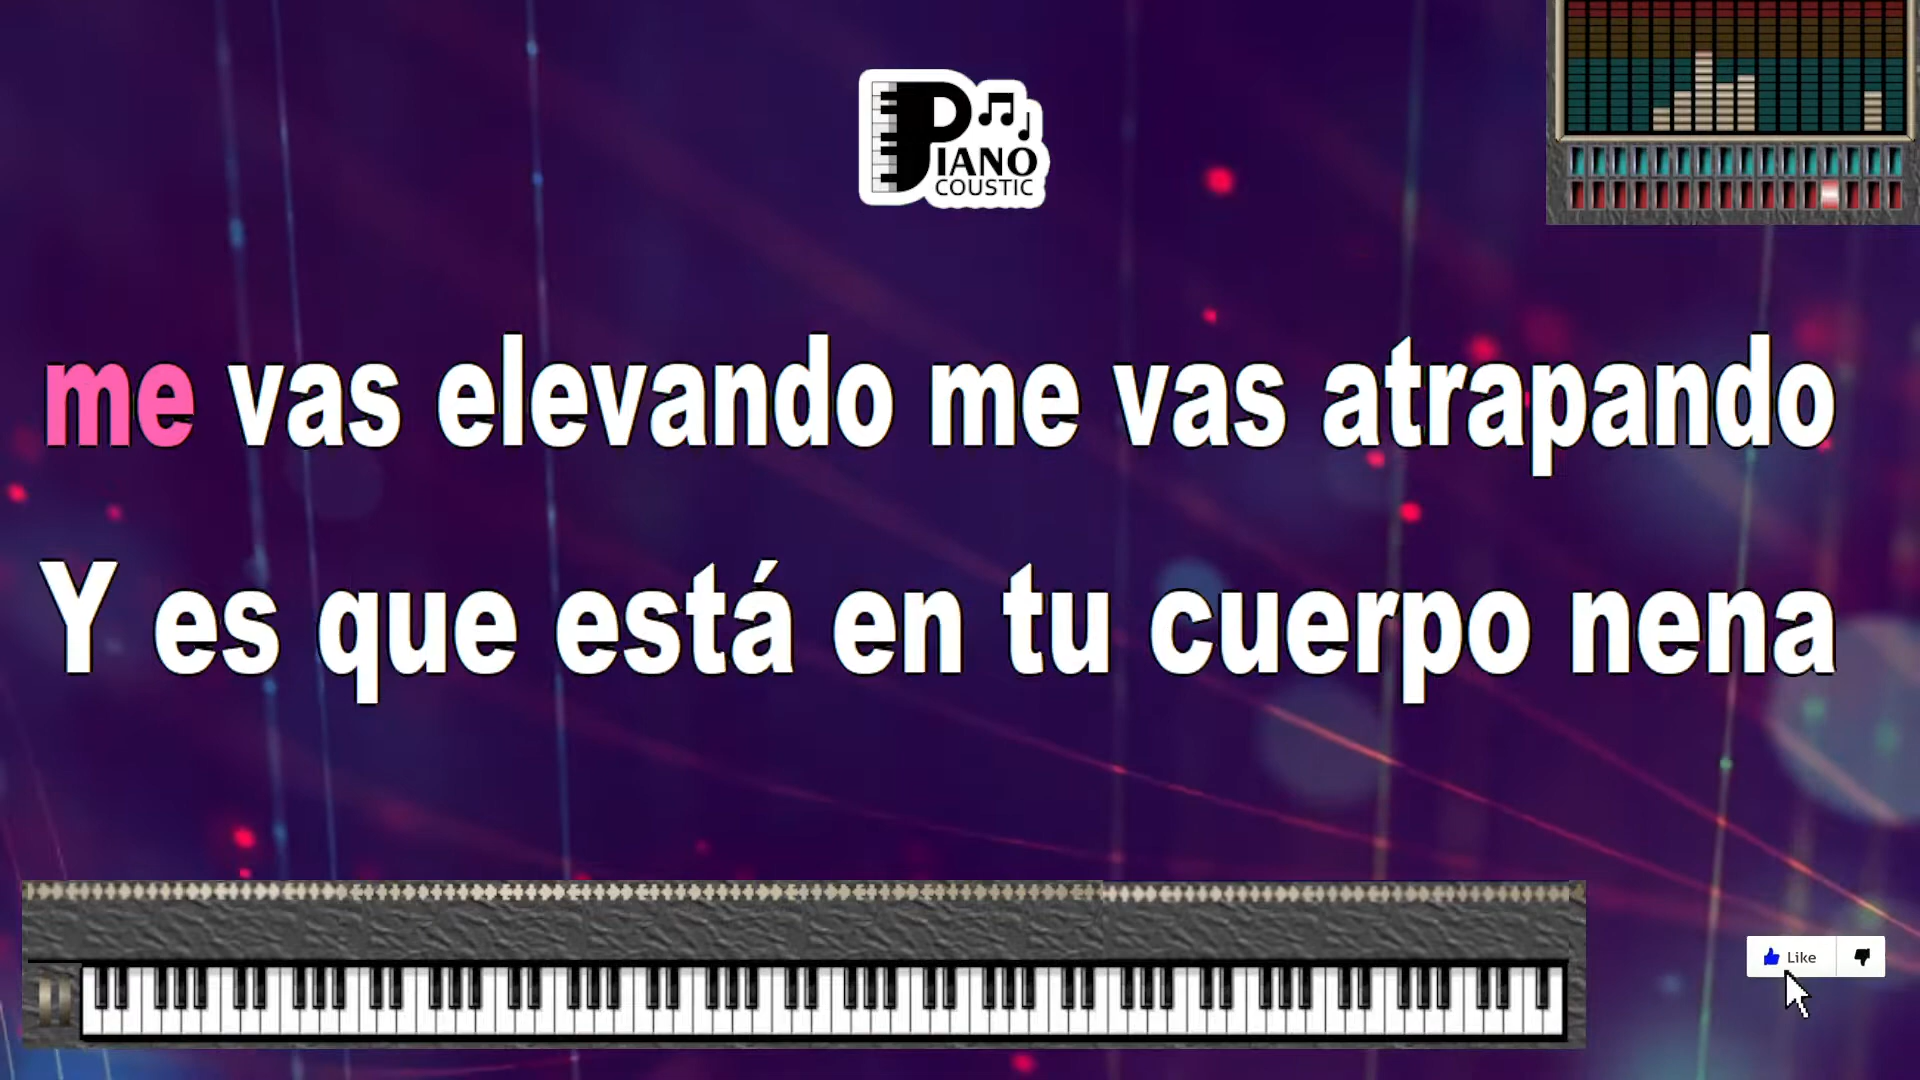 PIANO
COUSTIC
me vas elevando me vas atrapando
Y es que está en tu cuerpo nena
Like